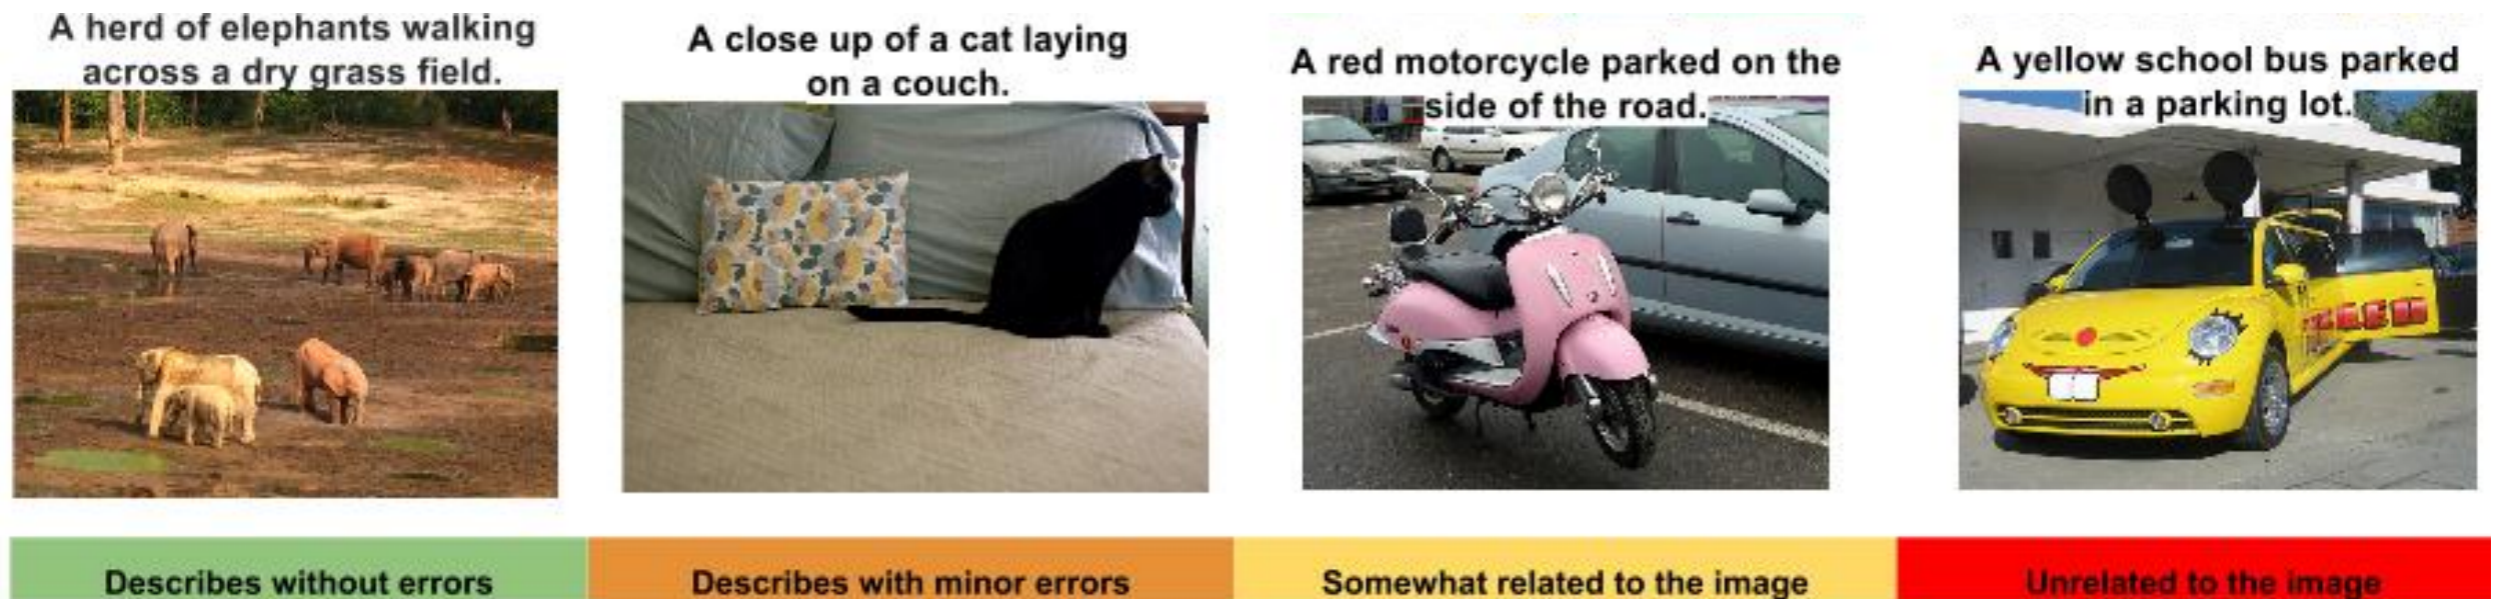 A herd of elephants walking
across a dry grass field.
A close up of a cat laying
on a couch.
A red motorcycle parked on the
side of the road.
A yellow school bus parked
in a parking lot.
Describes without errors
Describes with minor errors
Somewhat related to the image
Unrelated to the image